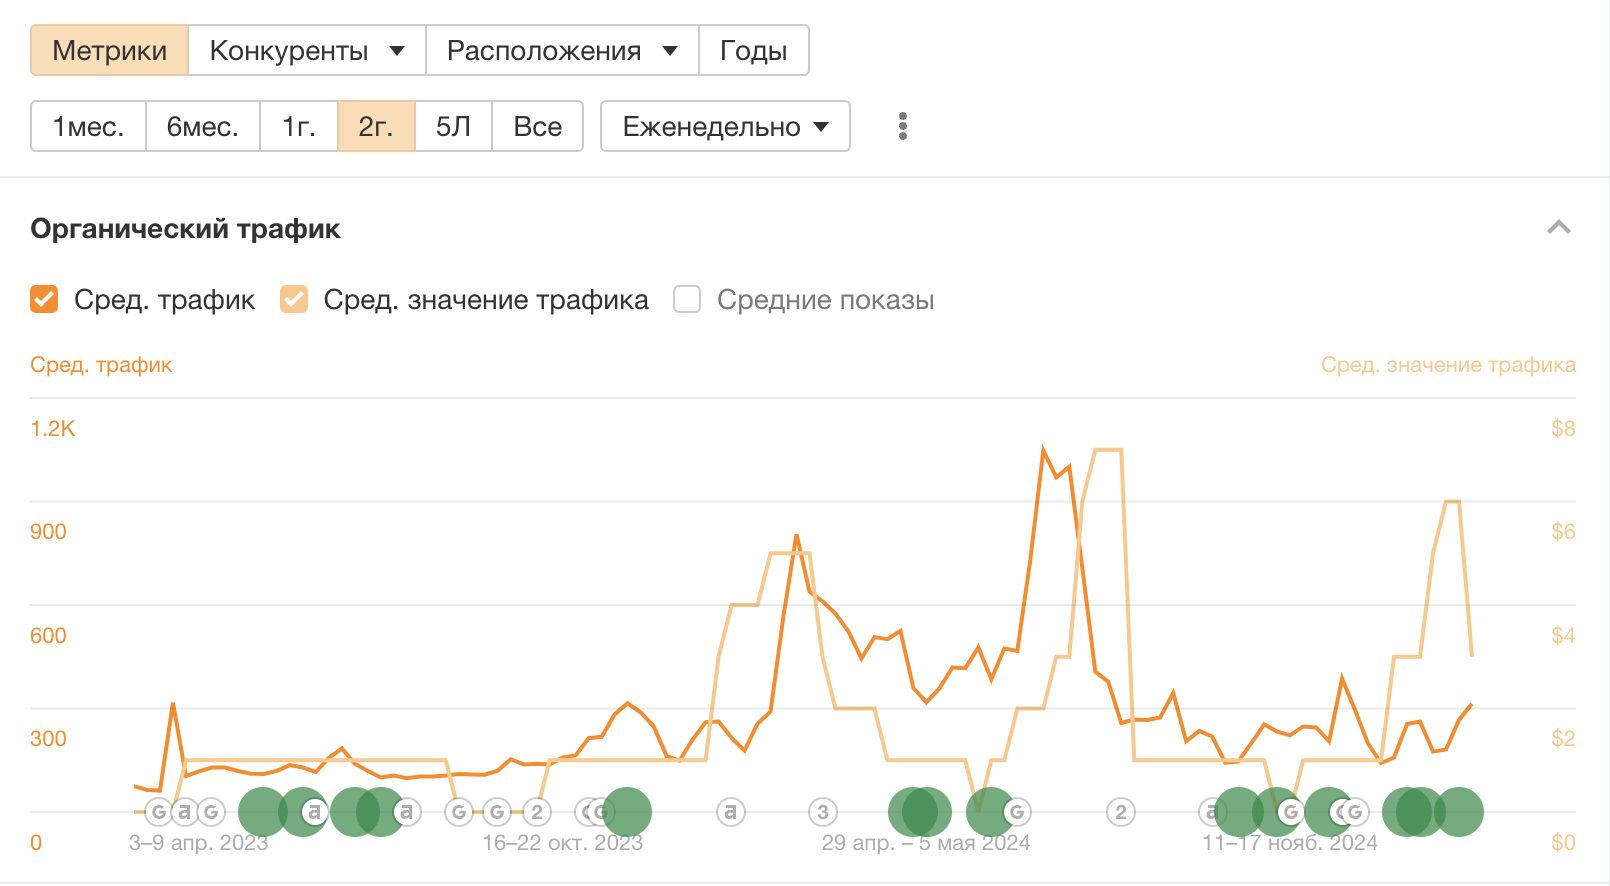 Метрики Конкуренты Расположения Годы
1мес. 6мес. 1г. 2г. 5Л Все Еженедельно
Органический трафик
Сред. трафик Сред. значение трафика Средние показы
Сред. трафик Сред. значение трафика
1.2K $8
900 $6
600 $4
300 $2
G a G a a G G 2 G a 3 G 2 a G G
0 3–9 апр. 2023 16–22 окт. 2023 29 апр. – 5 мая 2024 11–17 нояб. 2024 $0